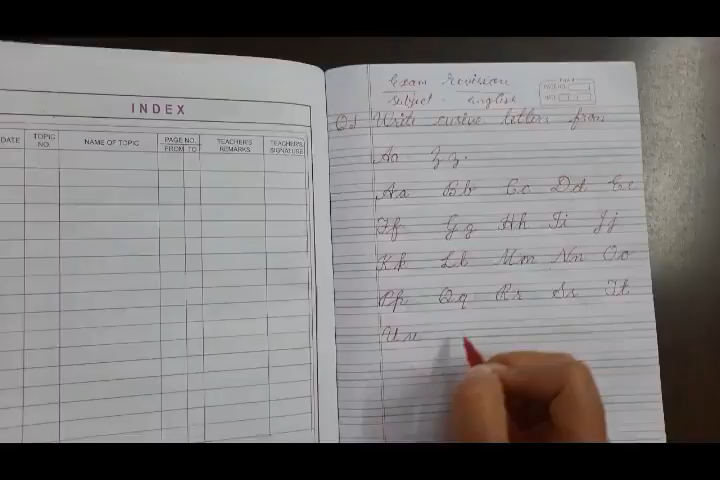 INDEX
DATE TOPIC NO. NAME OF TOPIC PAGE NO. FROM TO TEACHER'S REMARKS TEACHER'S SIGNATURE
Exam Revision
Subject - English
Q1 Write cursive letters from
Aa Zz.
Aa Bb Cc Dd Ee
Ff Gg Hh Ii Jj
Kk Ll Mm Nn Oo
Pp Qq Rr Ss Tt
Uu